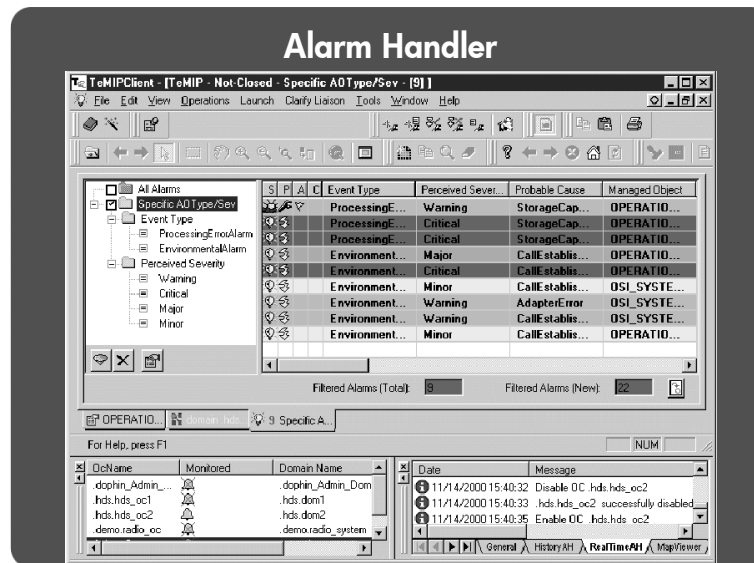 Alarm Handler
TeMIPClient - [TeMIP - Not-Closed - Specific AOType/Sev - [9] ]
File Edit View Operations Launch Clarify Liaison Tools Window Help
All Alarms
Specific AOType/Sev
Event Type
ProcessingErrorAlarm
EnvironmentalAlarm
Perceived Severity
Warning
Critical
Major
Minor
S P A C Event Type Perceived Sever... Probable Cause Managed Object
ProcessingE... Warning StorageCap... OPERATIO...
ProcessingE... Critical StorageCap... OPERATIO...
ProcessingE... Critical StorageCap... OPERATIO...
Environment... Major CallEstablis... OPERATIO...
Environment... Critical CallEstablis... OPERATIO...
Environment... Minor CallEstablis... OSI_SYSTE...
Environment... Warning AdapterError OSI_SYSTE...
Environment... Warning CallEstablis... OSI_SYSTE...
Environment... Minor CallEstablis... OPERATIO...
Filtered Alarms (Total): 9 Filtered Alarms (New): 22
OPERATIO... domain .hds 9 Specific A...
For Help, press F1 NUM
OcName Monitored Domain Name
.dophin_Admin_... .dophin_Admin_Dom
.hds.hds_oc1 .hds.dom1
.hds.hds_oc2 .hds.dom2
.demo.radio_oc .demo.radio_system
Date Message
11/14/2000 15:40:32 Disable OC .hds.hds_oc2
11/14/2000 15:40:33 .hds.hds_oc2 successfully disabled
11/14/2000 15:40:35 Enable OC .hds.hds_oc2
General HistoryAH RealTimeAH MapViewer